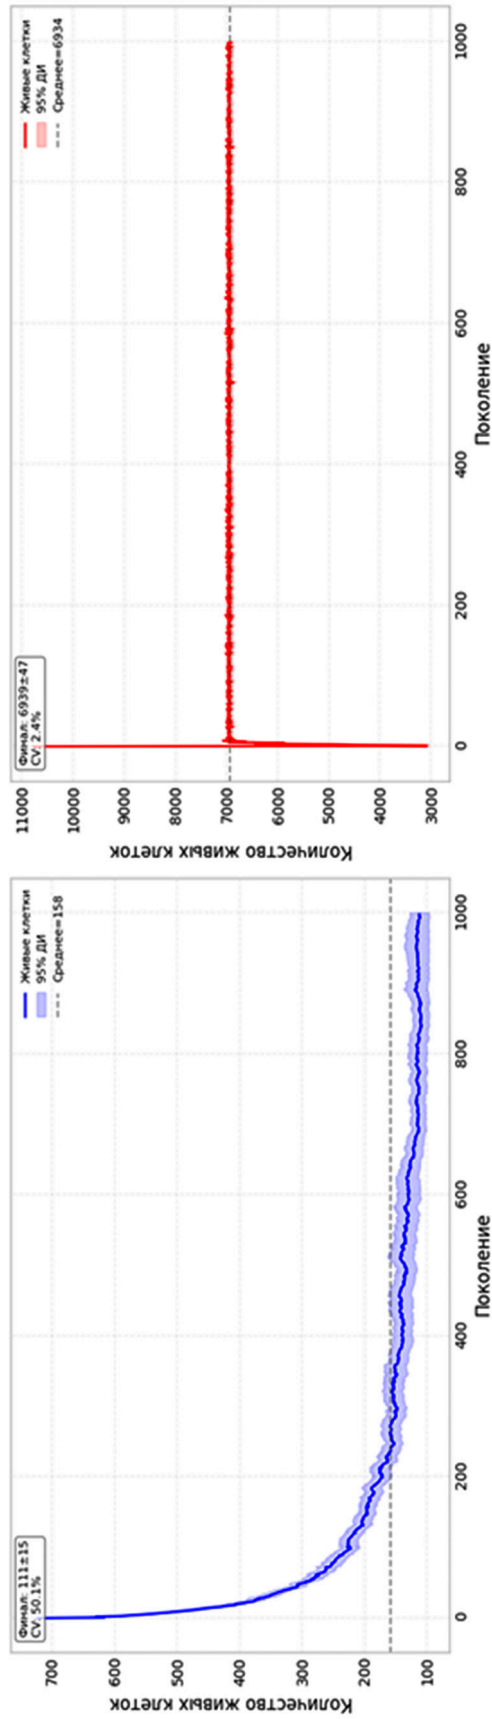 Финал: 111±15
CV: 50.1%
Живые клетки
95% ДИ
Среднее=158
700
600
500
400
300
200
100
Количество живых клеток
0
200
400
600
800
1000
Поколение
Финал: 6939±47
CV: 2.4%
Живые клетки
95% ДИ
Среднее=6934
11000
10000
9000
8000
7000
6000
5000
4000
3000
Количество живых клеток
0
200
400
600
800
1000
Поколение